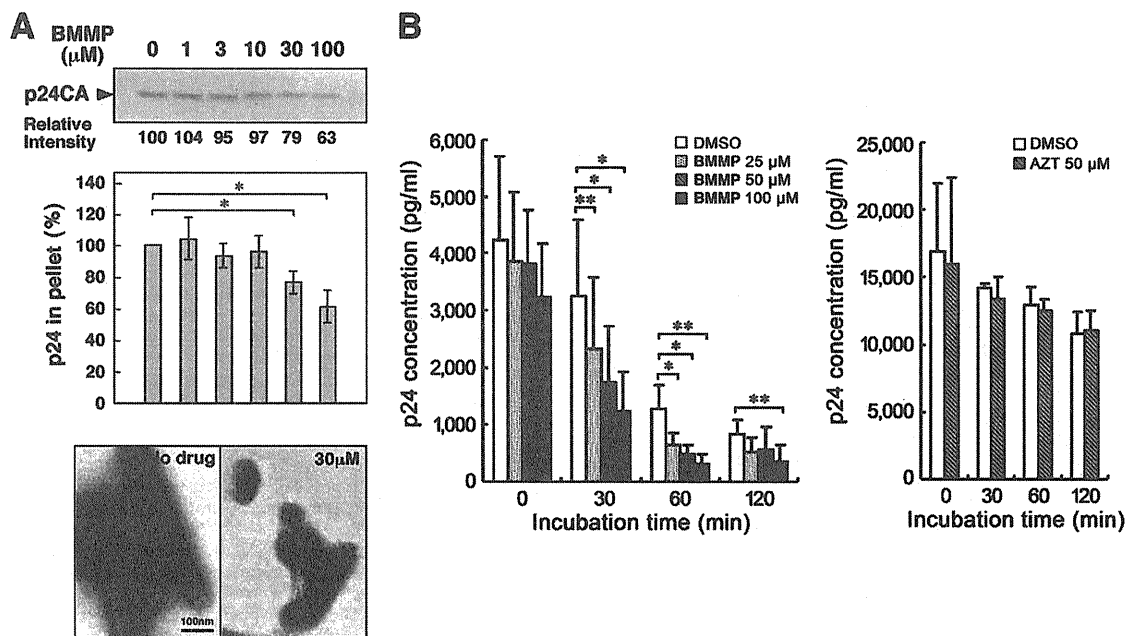 A
BMMP
(µM)
0 1 3 10 30 100
p24CA
Relative
Intensity
100 104 95 97 79 63
p24 in pellet (%)
140
120
100
80
60
40
20
0
*
*
lo drug
30µM
100nm
B
p24 concentration (pg/ml)
6,000
5,000
4,000
3,000
2,000
1,000
0
DMSO
BMMP 25 µM
BMMP 50 µM
BMMP 100 µM
*
*
**
**
*
*
**
0 30 60 120
Incubation time (min)
p24 concentration (pg/ml)
25,000
20,000
15,000
10,000
5,000
0
DMSO
AZT 50 µM
0 30 60 120
Incubation time (min)